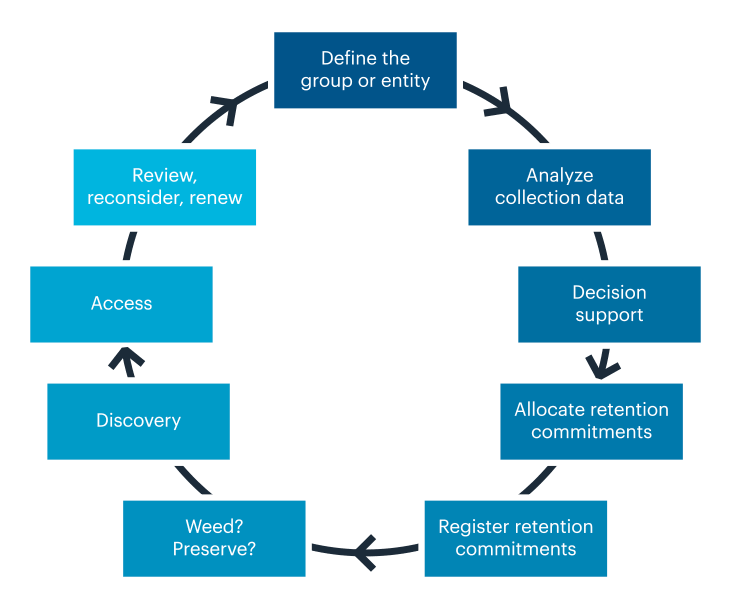 Define the
group or entity
Analyze
collection data
Decision
support
Allocate retention
commitments
Register retention
commitments
Weed?
Preserve?
Discovery
Access
Review,
reconsider, renew